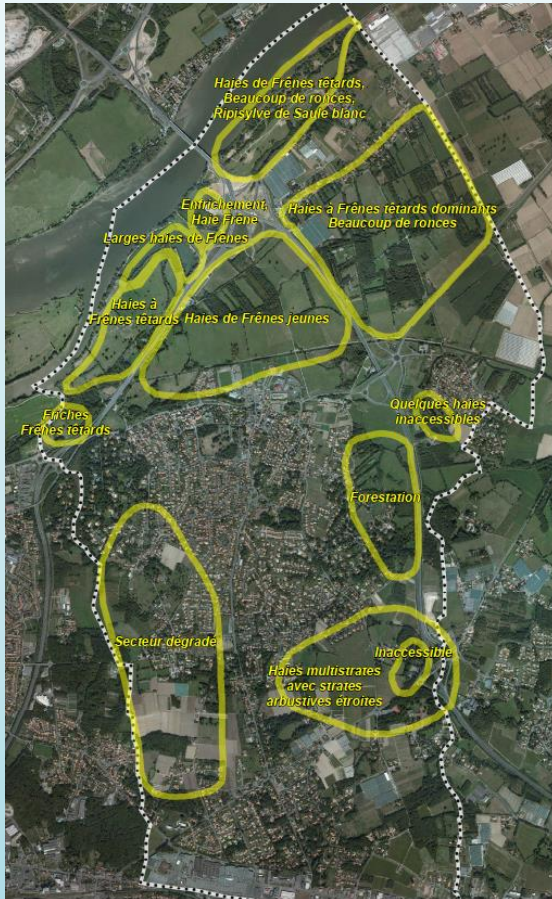 Haies de Frênes têtards,
Beaucoup de ronces,
Ripisylve de Saule blanc
Enfrichement,
Haie Frêne
Haies à Frênes têtards dominants
Beaucoup de ronces
Larges haies de Frênes
Haies à
Frênes têtards
Haies de Frênes jeunes
Friches
Frênes têtards
Quelques haies
inaccessibles
Forestation
Secteur dégradé
Inaccessible
Haies multistrates
avec strates
arbustives étroites